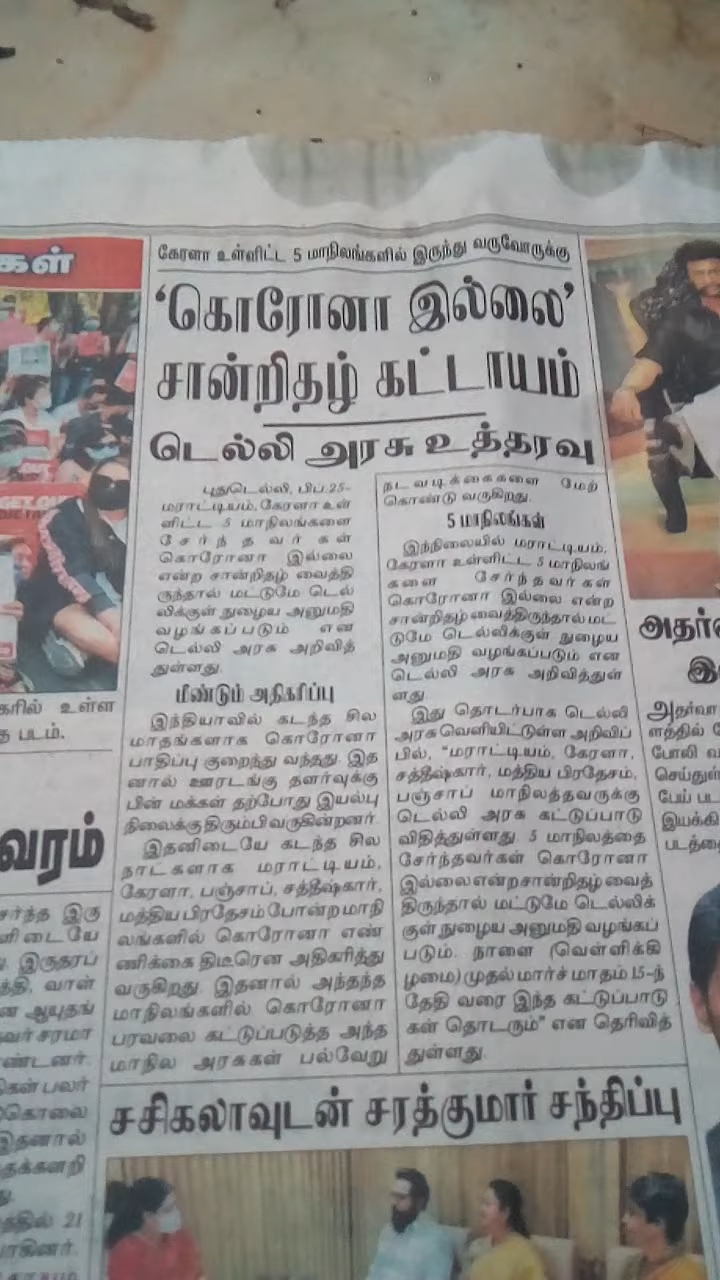 கேரளா உள்ளிட்ட 5 மாநிலங்களில் இருந்து வருவோருக்கு
‘கொரோனா இல்லை’
சான்றிதழ் கட்டாயம்
டெல்லி அரசு உத்தரவு
புதுடெல்லி, பிப்.25-
மராட்டியம், கேரளா உள்
ளிட்ட 5 மாநிலங்களை
சேர்ந்தவர்கள்
கொரோனா இல்லை
என்ற சான்றிதழ் வைத்தி
ருந்தால் மட்டுமே டெல்
லிக்குள் நுழைய அனுமதி
வழங்கப்படும் என
டெல்லி அரசு அறிவித்
துள்ளது.
மீண்டும் அதிகரிப்பு
இந்தியாவில் கடந்த சில
மாதங்களாக கொரோனா
பாதிப்பு குறைந்து வந்தது. இத
னால் ஊரடங்கு தளர்வுக்கு
பின் மக்கள் தற்போது இயல்பு
நிலைக்கு திரும்பி வருகின்றனர்.
இதனிடையே கடந்த சில
நாட்களாக மராட்டியம்,
கேரளா, பஞ்சாப், சத்தீஷ்கார்,
மத்திய பிரதேசம் போன்ற மாநி
லங்களில் கொரோனா எண்
ணிக்கை திடீரென அதிகரித்து
வருகிறது. இதனால் அந்தந்த
மாநிலங்களில் கொரோனா
பரவலை கட்டுப்படுத்த அந்த
மாநில அரசுகள் பல்வேறு
நடவடிக்கைகளை மேற்
கொண்டு வருகிறது.
5 மாநிலங்கள்
இந்நிலையில் மராட்டியம்,
கேரளா உள்ளிட்ட 5 மாநிலங்
களை சேர்ந்தவர்கள்
கொரோனா இல்லை என்ற
சான்றிதழ் வைத்திருந்தால் மட்
டுமே டெல்லிக்குள் நுழைய
அனுமதி வழங்கப்படும் என
டெல்லி அரசு அறிவித்துள்
ளது.
இது தொடர்பாக டெல்லி
அரசு வெளியிட்டுள்ள அறிவிப்
பில், “மராட்டியம், கேரளா,
சத்தீஷ்கார், மத்திய பிரதேசம்,
பஞ்சாப் மாநிலத்தவருக்கு
டெல்லி அரசு கட்டுப்பாடு
விதித்துள்ளது. 5 மாநிலத்தை
சேர்ந்தவர்கள் கொரோனா
இல்லை என்ற சான்றிதழ் வைத்
திருந்தால் மட்டுமே டெல்லிக்
குள் நுழைய அனுமதி வழங்கப்
படும். நாளை (வெள்ளிக்கி
ழமை) முதல் மார்ச் மாதம் 15-ந்
தேதி வரை இந்த கட்டுப்பாடு
கள் தொடரும்” என தெரிவித்
துள்ளது.
சசிகலாவுடன் சரத்குமார் சந்திப்பு